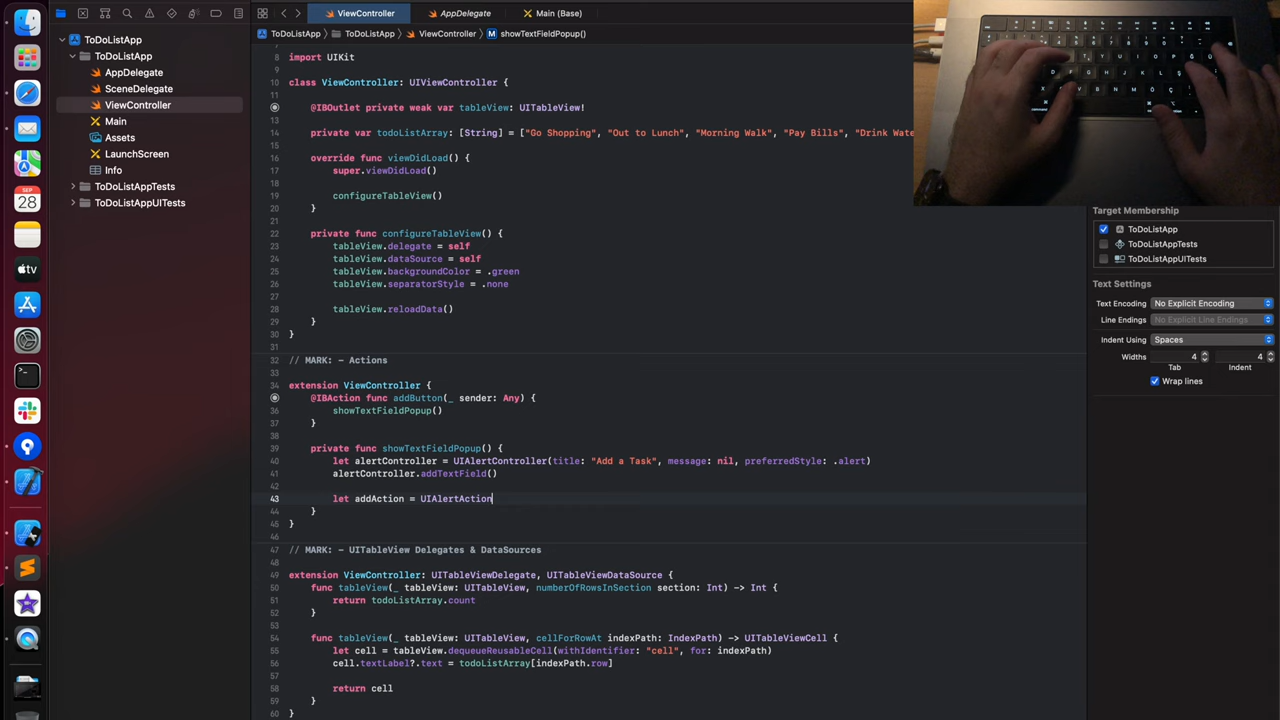 ViewController
AppDelegate
Main (Base)
ToDoListApp
ToDoListApp
ToDoListApp
ViewController
showTextFieldPopup()
ToDoListApp
AppDelegate
SceneDelegate
ViewController
Main
Assets
LaunchScreen
Info
ToDoListAppTests
ToDoListAppUITests
SEP
28
tv
8 import UIKit
9
10 class ViewController: UIViewController {
11
12 @IBOutlet private weak var tableView: UITableView!
13
14 private var todoListArray: [String] = ["Go Shopping", "Out to Lunch", "Morning Walk", "Pay Bills", "Drink Wate
15
16 override func viewDidLoad() {
17 super.viewDidLoad()
18
19 configureTableView()
20 }
21
22 private func configureTableView() {
23 tableView.delegate = self
24 tableView.dataSource = self
25 tableView.backgroundColor = .green
26 tableView.separatorStyle = .none
27
28 tableView.reloadData()
29 }
30 }
31
32 // MARK: - Actions
33
34 extension ViewController {
@IBAction func addButton(_ sender: Any) {
36 showTextFieldPopup()
37 }
38
39 private func showTextFieldPopup() {
40 let alertController = UIAlertController(title: "Add a Task", message: nil, preferredStyle: .alert)
41 alertController.addTextField()
42
43 let addAction = UIAlertAction
44 }
45 }
46
47 // MARK: - UITableView Delegates & DataSources
48
49 extension ViewController: UITableViewDelegate, UITableViewDataSource {
50 func tableView(_ tableView: UITableView, numberOfRowsInSection section: Int) -> Int {
51 return todoListArray.count
52 }
53
54 func tableView(_ tableView: UITableView, cellForRowAt indexPath: IndexPath) -> UITableViewCell {
55 let cell = tableView.dequeueReusableCell(withIdentifier: "cell", for: indexPath)
56 cell.textLabel?.text = todoListArray[indexPath.row]
57
58 return cell
59 }
60 }
Target Membership
ToDoListApp
ToDoListAppTests
ToDoListAppUITests
Text Settings
Text Encoding No Explicit Encoding
Line Endings No Explicit Line Endings
Indent Using Spaces
Widths 4 4
Tab Indent
Wrap lines